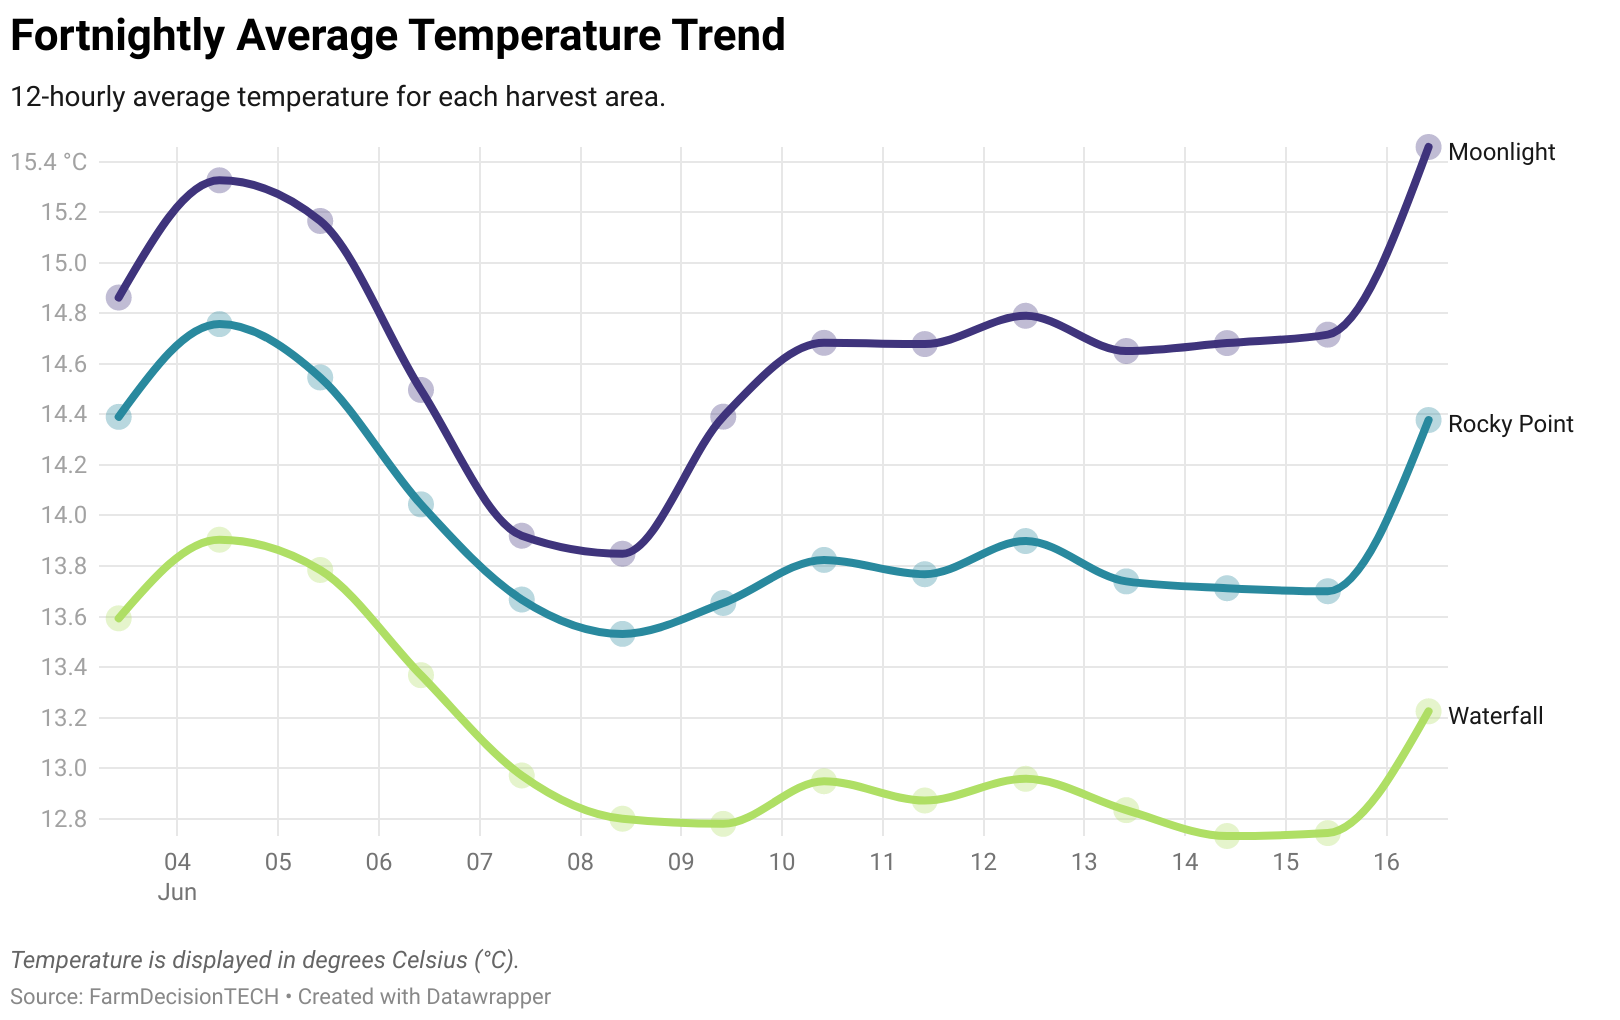 Fortnightly Average Temperature Trend
12-hourly average temperature for each harvest area.
15.4 °C
15.2
15.0
14.8
14.6
14.4
14.2
14.0
13.8
13.6
13.4
13.2
13.0
12.8
Moonlight
Rocky Point
Waterfall
04 05 06 07 08 09 10 11 12 13 14 15 16
Jun
Temperature is displayed in degrees Celsius (°C).
Source: FarmDecisionTECH • Created with Datawrapper